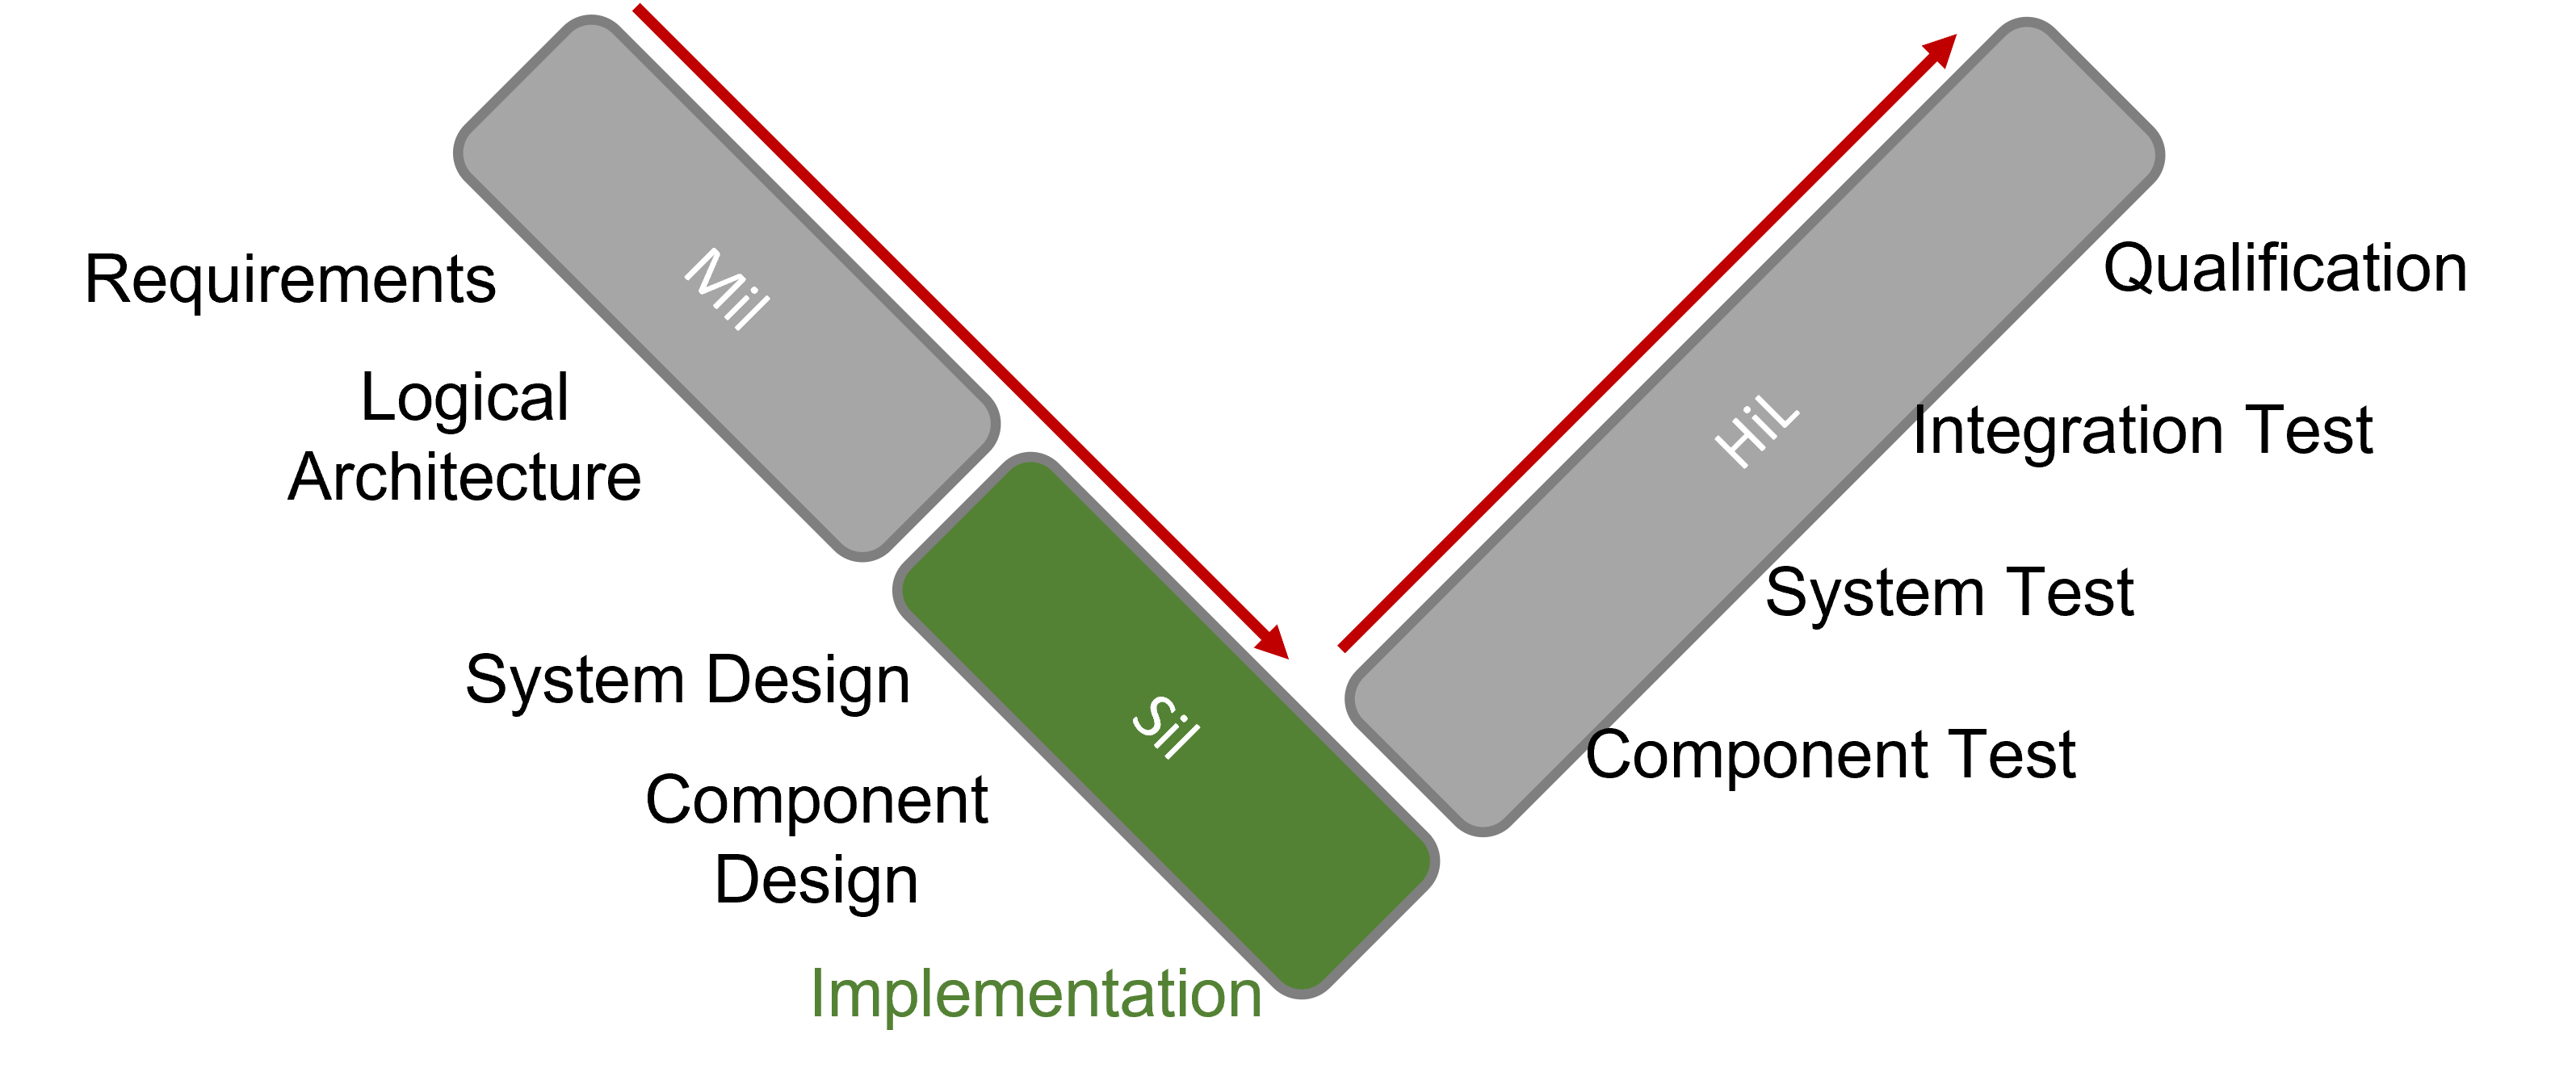 Requirements
Logical
Architecture
System Design
Component
Design
Implementation
Mil
Sil
HiL
Qualification
Integration Test
System Test
Component Test